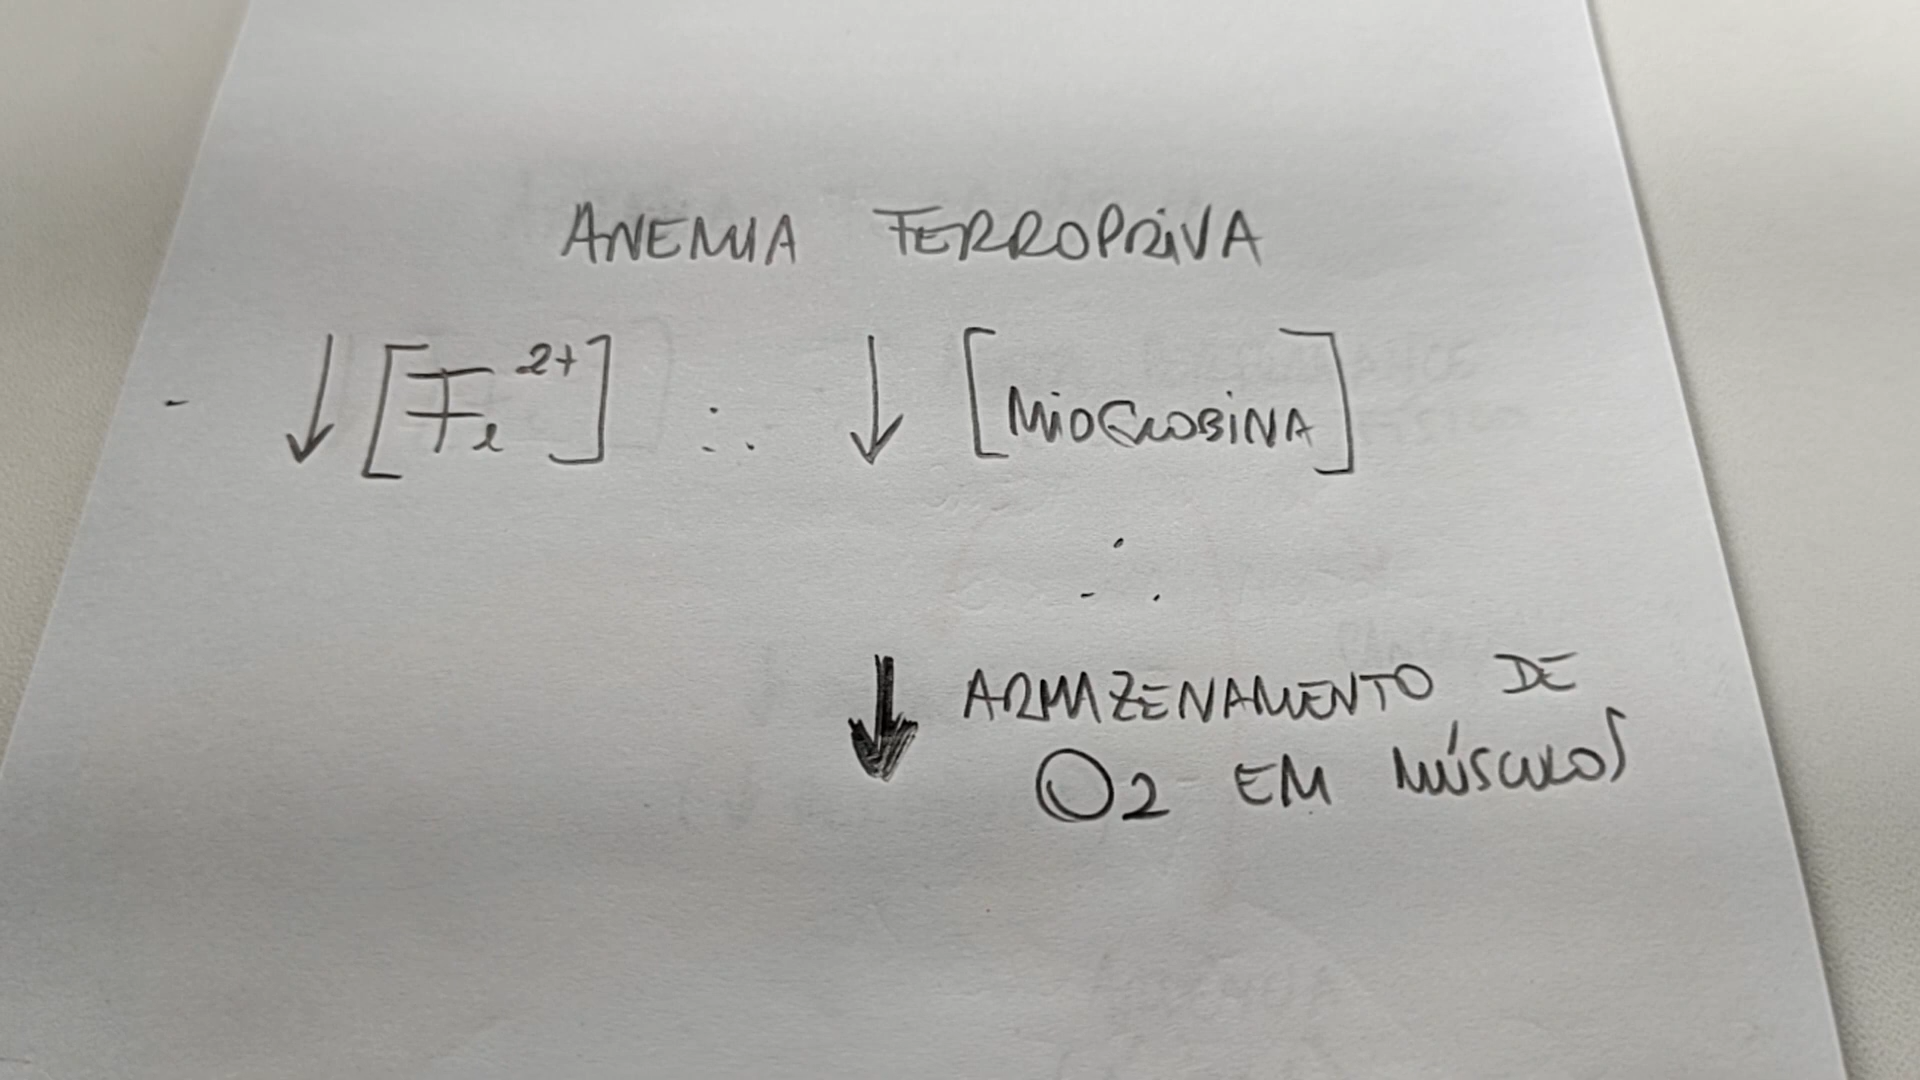 ANEMIA FERROPRIVA
- ↓ [Fe²⁺] ∴ ↓ [MIOGLOBINA]
∴
↓ ARMAZENAMENTO DE
O2 EM MÚSCULOS